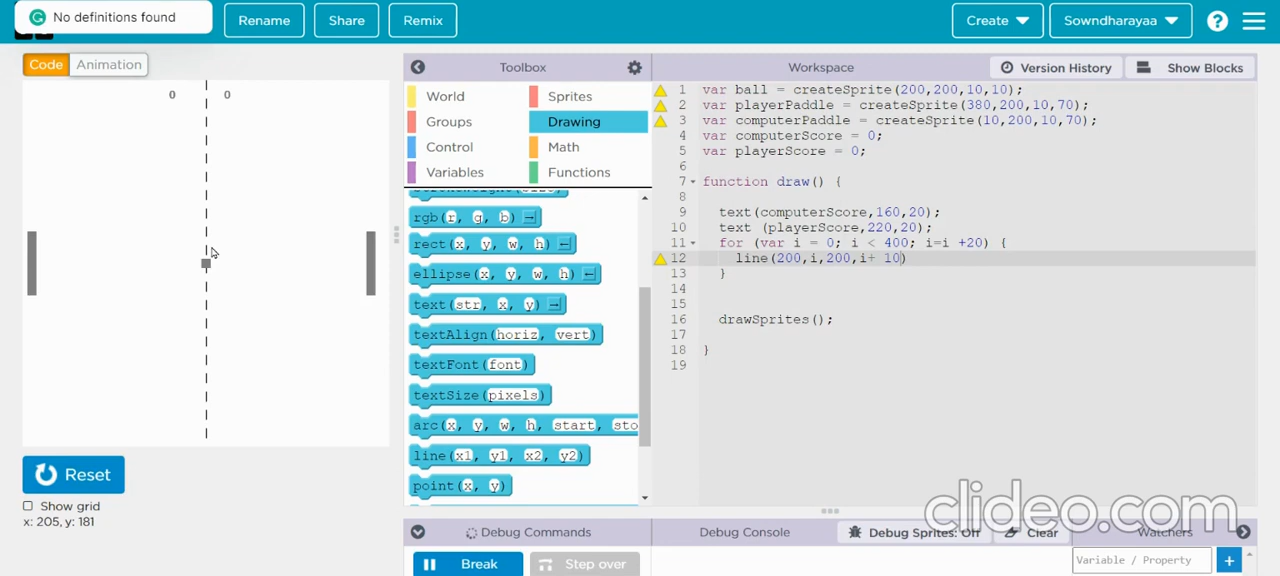 No definitions found
Rename
Share
Remix
Create
Sowndharayaa
?
Code
Animation
Toolbox
Workspace
Version History
Show Blocks
0
0
World
Sprites
Groups
Drawing
Control
Math
Variables
Functions
rgb(r, g, b)
rect(x, y, w, h)
ellipse(x, y, w, h)
text(str, x, y)
textAlign(horiz, vert)
textFont(font)
textSize(pixels)
arc(x, y, w, h, start, sto
line(x1, y1, x2, y2)
point(x, y)
1 var ball = createSprite(200,200,10,10);
2 var playerPaddle = createSprite(380,200,10,70);
3 var computerPaddle = createSprite(10,200,10,70);
4 var computerScore = 0;
5 var playerScore = 0;
6
7 function draw() {
8
9 text(computerScore,160,20);
10 text (playerScore,220,20);
11 for (var i = 0; i < 400; i=i +20) {
12 line(200,i,200,i+ 10)
13 }
14
15
16 drawSprites();
17
18 }
19
Reset
Show grid
x: 205, y: 181
clideo.com
Debug Commands
Debug Console
Debug Sprites: Off
Clear
Watchers
Break
Step over
Variable / Property
+